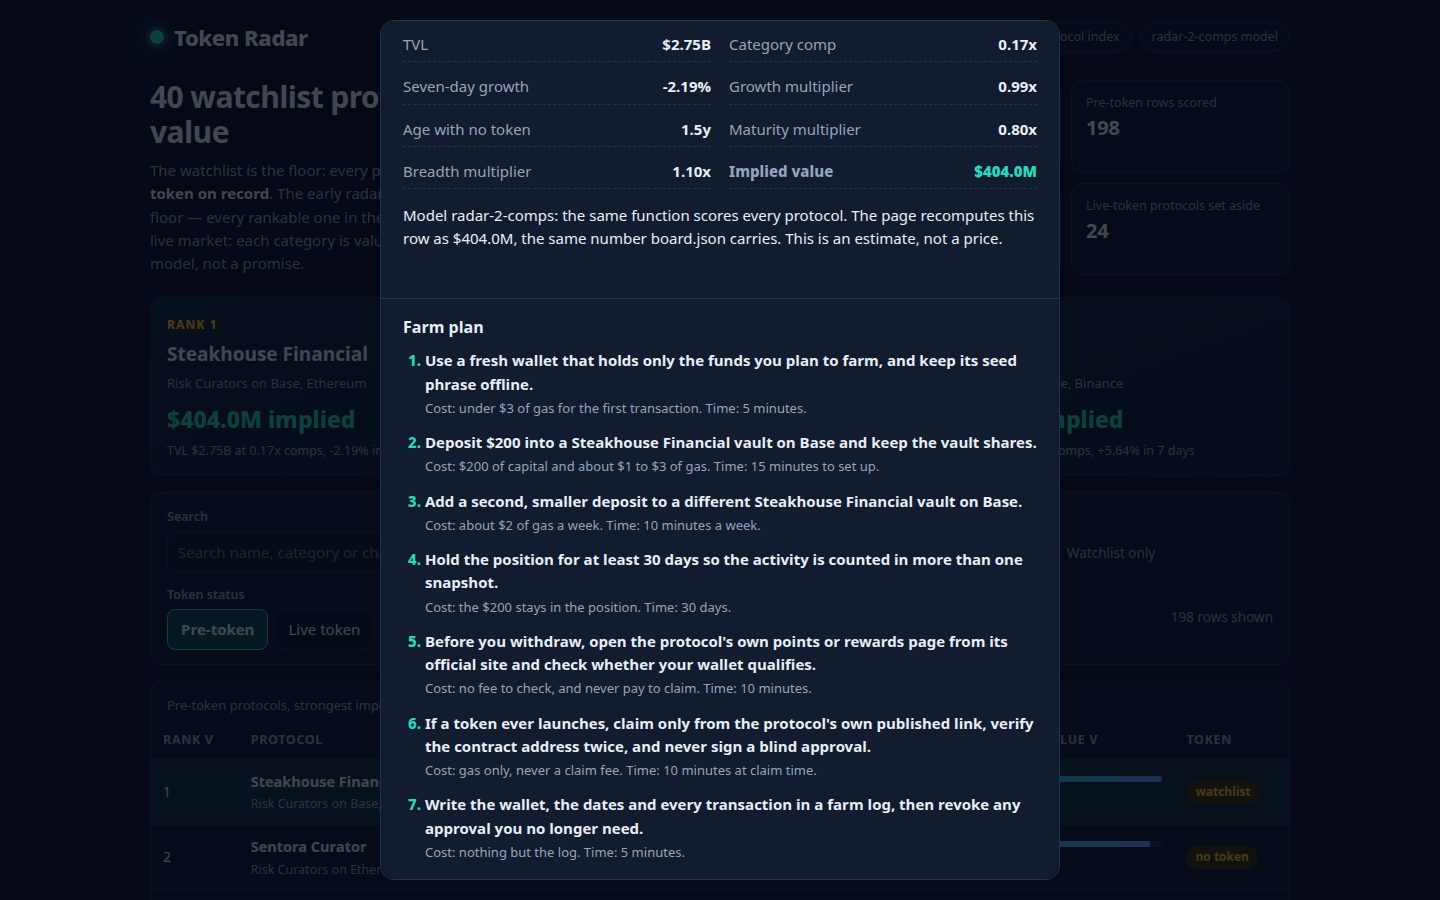 Token Radar
ocol index
radar-2-comps model
40 watchlist pro
value
The watchlist is the floor: every p
token on record. The early radar
floor — every rankable one in the
live market: each category is valu
model, not a promise.
Pre-token rows scored
198
Live-token protocols set aside
24
RANK 1
Steakhouse Financial
Risk Curators on Base, Ethereum
$404.0M implied
TVL $2.75B at 0.17x comps, -2.19% in
e, Binance
plied
omps, +5.64% in 7 days
Search
Search name, category or ch
Watchlist only
Token status
Pre-token
Live token
198 rows shown
Pre-token protocols, strongest imp
RANK V
PROTOCOL
LUE V
TOKEN
1
Steakhouse Finan
Risk Curators on Base,
watchlist
2
Sentora Curator
Risk Curators on Ether
no token
TVL $2.75B
Category comp 0.17x
Seven-day growth -2.19%
Growth multiplier 0.99x
Age with no token 1.5y
Maturity multiplier 0.80x
Breadth multiplier 1.10x
Implied value $404.0M
Model radar-2-comps: the same function scores every protocol. The page recomputes this
row as $404.0M, the same number board.json carries. This is an estimate, not a price.
Farm plan
1. Use a fresh wallet that holds only the funds you plan to farm, and keep its seed
phrase offline.
Cost: under $3 of gas for the first transaction. Time: 5 minutes.
2. Deposit $200 into a Steakhouse Financial vault on Base and keep the vault shares.
Cost: $200 of capital and about $1 to $3 of gas. Time: 15 minutes to set up.
3. Add a second, smaller deposit to a different Steakhouse Financial vault on Base.
Cost: about $2 of gas a week. Time: 10 minutes a week.
4. Hold the position for at least 30 days so the activity is counted in more than one
snapshot.
Cost: the $200 stays in the position. Time: 30 days.
5. Before you withdraw, open the protocol's own points or rewards page from its
official site and check whether your wallet qualifies.
Cost: no fee to check, and never pay to claim. Time: 10 minutes.
6. If a token ever launches, claim only from the protocol's own published link, verify
the contract address twice, and never sign a blind approval.
Cost: gas only, never a claim fee. Time: 10 minutes at claim time.
7. Write the wallet, the dates and every transaction in a farm log, then revoke any
approval you no longer need.
Cost: nothing but the log. Time: 5 minutes.